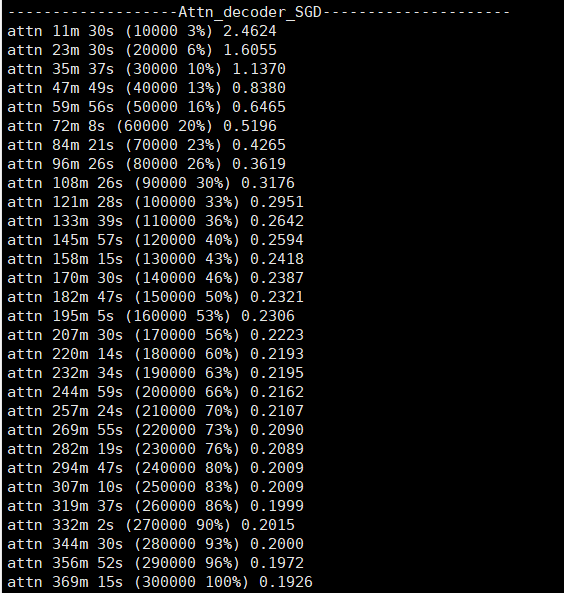 -------------------Attn_decoder_SGD---------------------
attn 11m 30s (10000 3%) 2.4624
attn 23m 30s (20000 6%) 1.6055
attn 35m 37s (30000 10%) 1.1370
attn 47m 49s (40000 13%) 0.8380
attn 59m 56s (50000 16%) 0.6465
attn 72m 8s (60000 20%) 0.5196
attn 84m 21s (70000 23%) 0.4265
attn 96m 26s (80000 26%) 0.3619
attn 108m 26s (90000 30%) 0.3176
attn 121m 28s (100000 33%) 0.2951
attn 133m 39s (110000 36%) 0.2642
attn 145m 57s (120000 40%) 0.2594
attn 158m 15s (130000 43%) 0.2418
attn 170m 30s (140000 46%) 0.2387
attn 182m 47s (150000 50%) 0.2321
attn 195m 5s (160000 53%) 0.2306
attn 207m 30s (170000 56%) 0.2223
attn 220m 14s (180000 60%) 0.2193
attn 232m 34s (190000 63%) 0.2195
attn 244m 59s (200000 66%) 0.2162
attn 257m 24s (210000 70%) 0.2107
attn 269m 55s (220000 73%) 0.2090
attn 282m 19s (230000 76%) 0.2089
attn 294m 47s (240000 80%) 0.2009
attn 307m 10s (250000 83%) 0.2009
attn 319m 37s (260000 86%) 0.1999
attn 332m 2s (270000 90%) 0.2015
attn 344m 30s (280000 93%) 0.2000
attn 356m 52s (290000 96%) 0.1972
attn 369m 15s (300000 100%) 0.1926